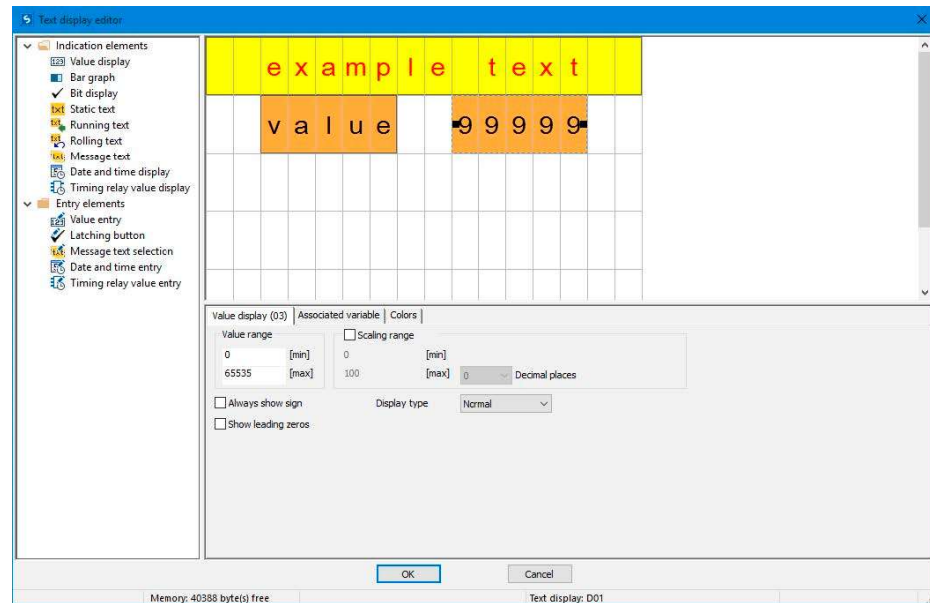 Text display editor
Indication elements
Value display
Bar graph
Bit display
Static text
Running text
Rolling text
Message text
Date and time display
Timing relay value display
Entry elements
Value entry
Latching button
Message text selection
Date and time entry
Timing relay value entry
example text
value 99999
Value display (03) Associated variable Colors
Value range Scaling range
0 [min] 0 [min]
65535 [max] 100 [max] 0 Decimal places
Always show sign Display type Normal
Show leading zeros
OK Cancel
Memory: 40388 byte(s) free Text display: D01